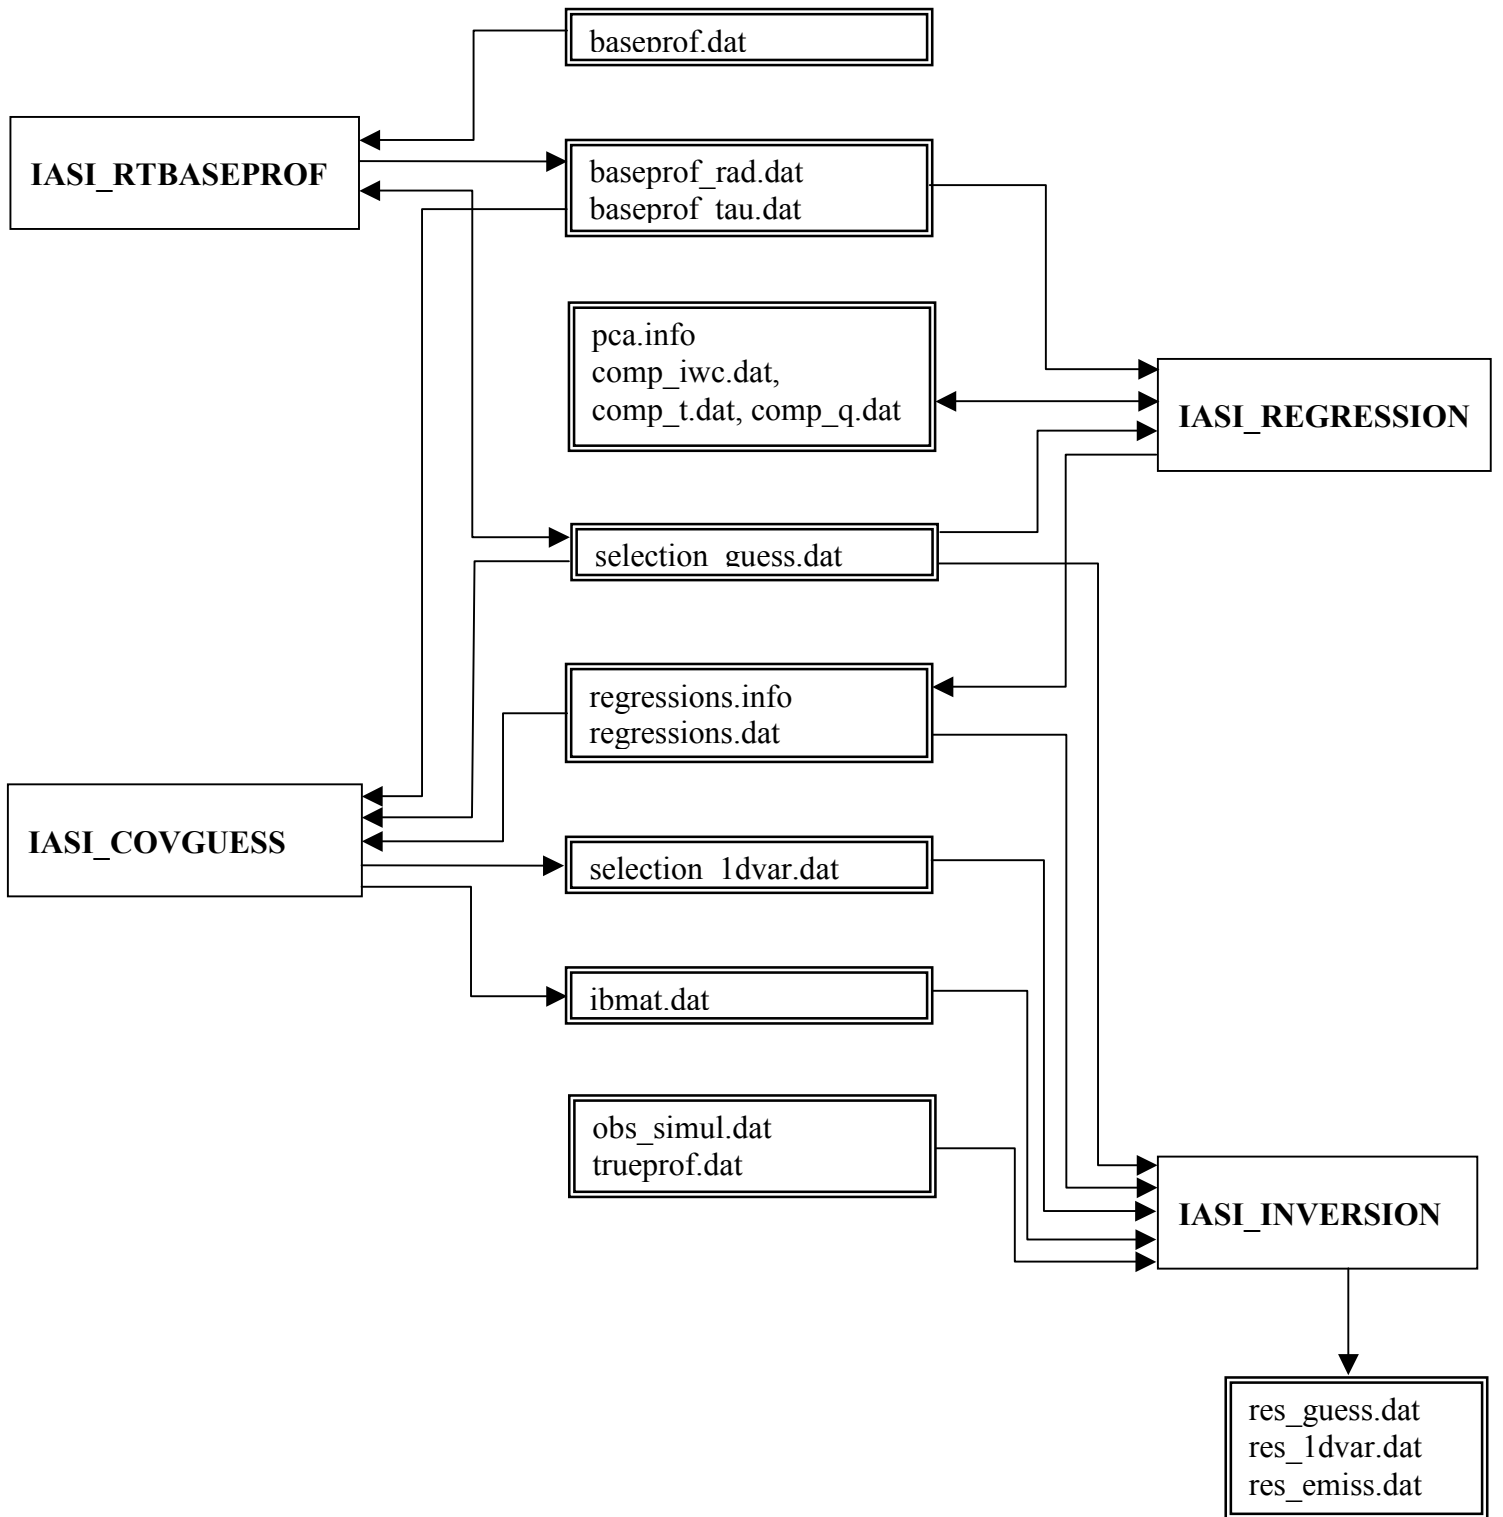 baseprof.dat
IASI_RTBASEPROF
baseprof_rad.dat
baseprof_tau.dat
pca.info
comp_iwc.dat,
comp_t.dat, comp_q.dat
IASI_REGRESSION
selection_guess.dat
regressions.info
regressions.dat
IASI_COVGUESS
selection_1dvar.dat
ibmat.dat
obs_simul.dat
trueprof.dat
IASI_INVERSION
res_guess.dat
res_1dvar.dat
res_emiss.dat